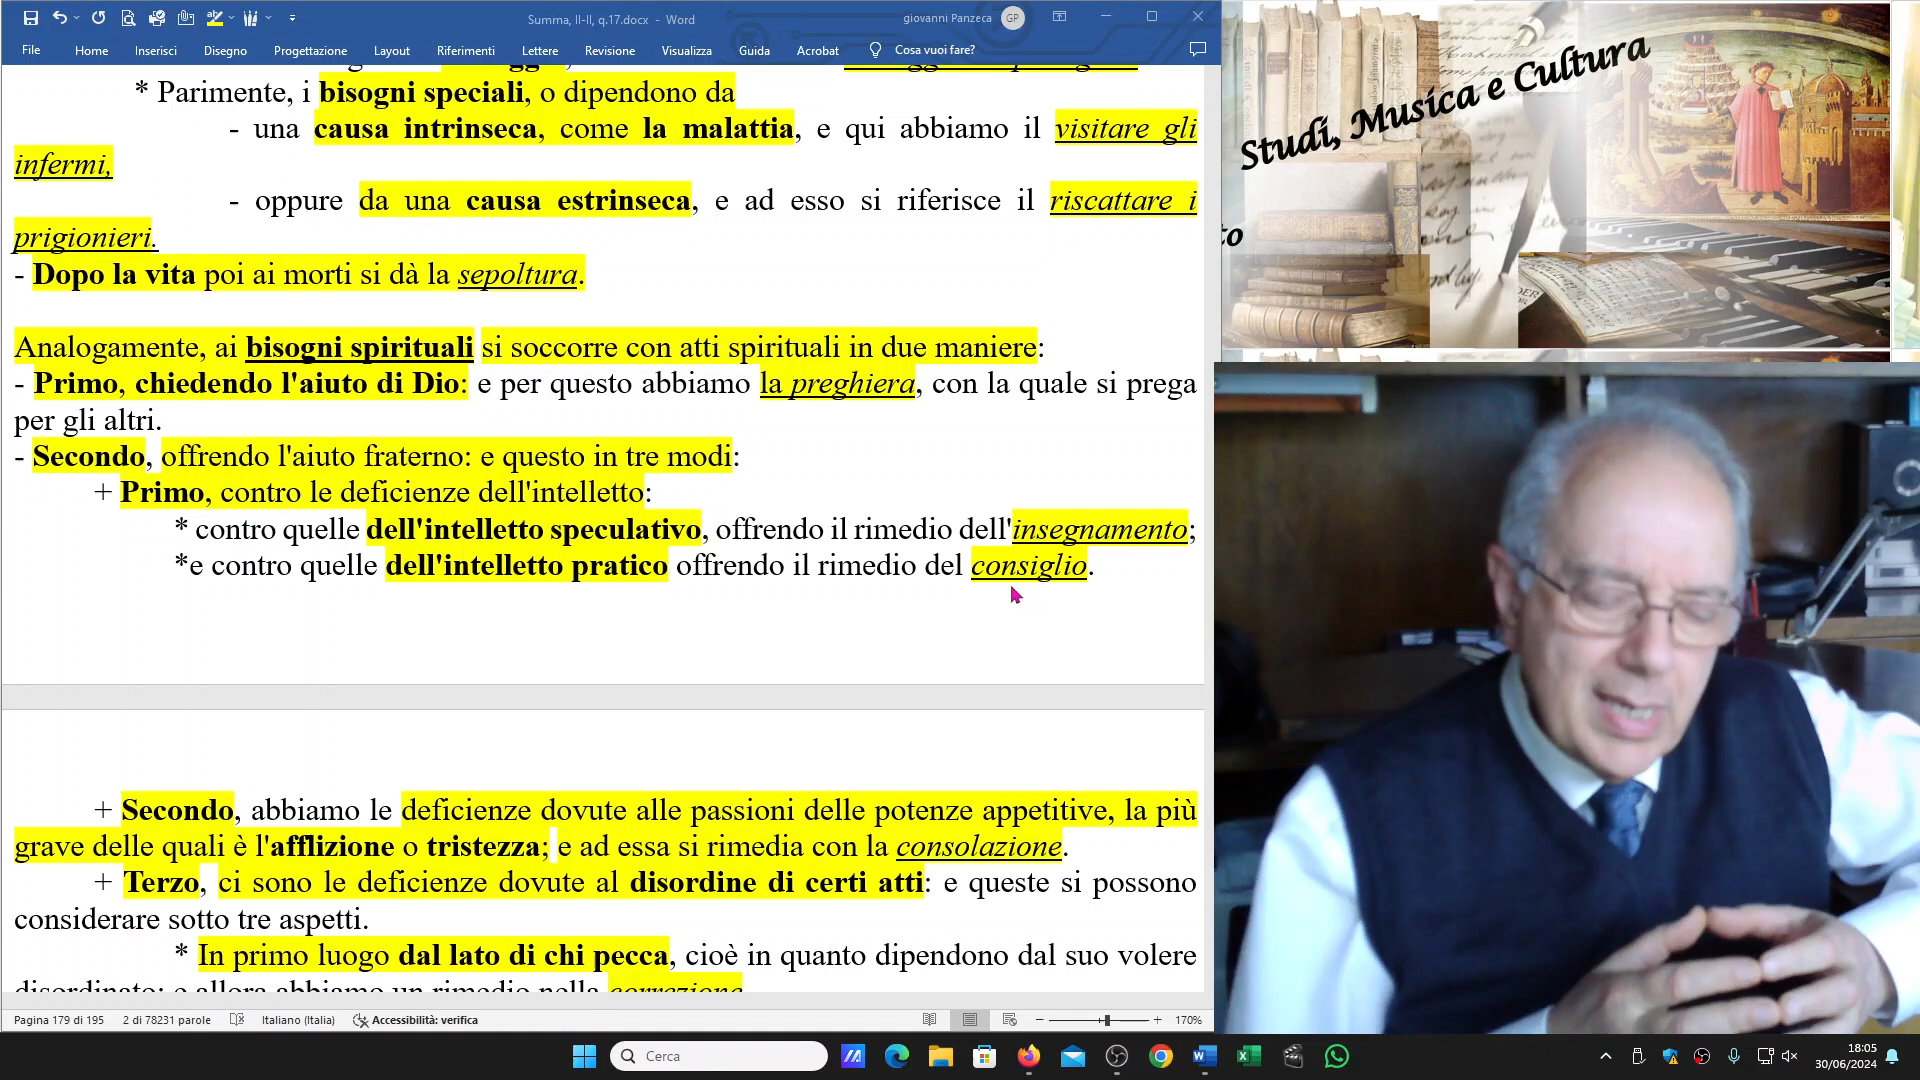 Summa, II-II, q.17.docx - Word
giovanni Panzeca
GP
File Home Inserisci Disegno Progettazione Layout Riferimenti Lettere Revisione Visualizza Guida Acrobat Cosa vuoi fare?
* Parimente, i bisogni speciali, o dipendono da
- una causa intrinseca, come la malattia, e qui abbiamo il visitare gli
infermi,
- oppure da una causa estrinseca, e ad esso si riferisce il riscattare i
prigionieri.
- Dopo la vita poi ai morti si dà la sepoltura.
Analogamente, ai bisogni spirituali si soccorre con atti spirituali in due maniere:
- Primo, chiedendo l'aiuto di Dio: e per questo abbiamo la preghiera, con la quale si prega
per gli altri.
- Secondo, offrendo l'aiuto fraterno: e questo in tre modi:
+ Primo, contro le deficienze dell'intelletto:
* contro quelle dell'intelletto speculativo, offrendo il rimedio dell'insegnamento;
*e contro quelle dell'intelletto pratico offrendo il rimedio del consiglio.
+ Secondo, abbiamo le deficienze dovute alle passioni delle potenze appetitive, la più
grave delle quali è l'afflizione o tristezza; e ad essa si rimedia con la consolazione.
+ Terzo, ci sono le deficienze dovute al disordine di certi atti: e queste si possono
considerare sotto tre aspetti.
* In primo luogo dal lato di chi pecca, cioè in quanto dipendono dal suo volere
disordinato: e allora abbiamo un rimedio nella correzione
Pagina 179 di 195 2 di 78231 parole Italiano (Italia) Accessibilità: verifica
170%
Studi, Musica e Cultura
to
Cerca
18:05
30/06/2024